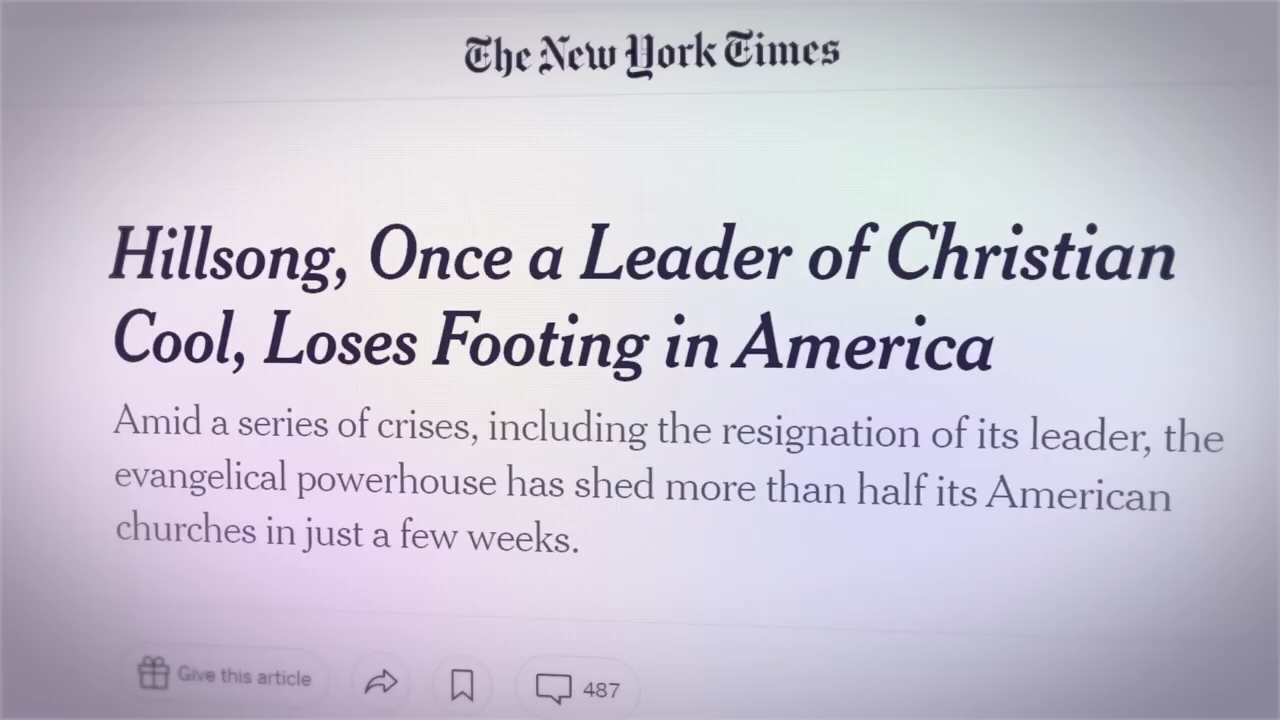 The New York Times
Hillsong, Once a Leader of Christian
Cool, Loses Footing in America
Amid a series of crises, including the resignation of its leader, the
evangelical powerhouse has shed more than half its American
churches in just a few weeks.
Give this article
487